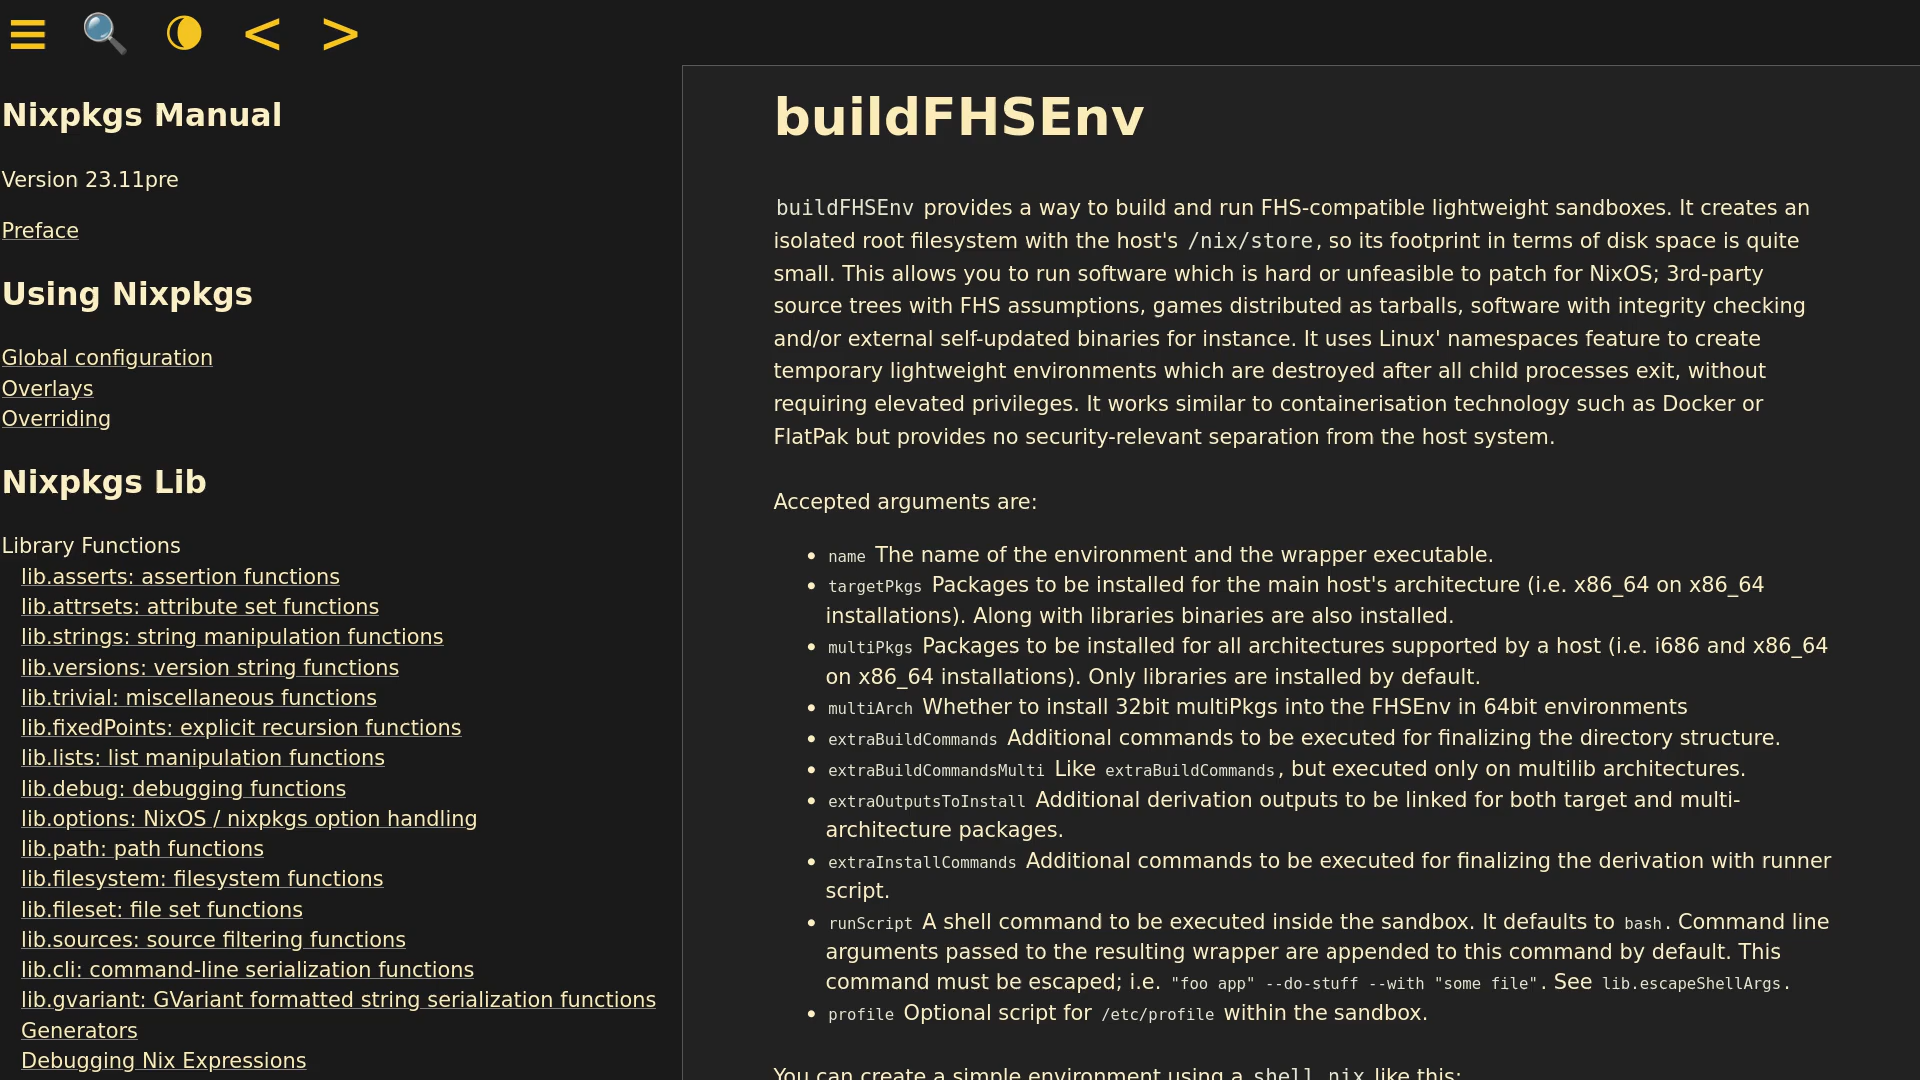 Nixpkgs Manual
Version 23.11pre
Preface
Using Nixpkgs
Global configuration
Overlays
Overriding
Nixpkgs Lib
Library Functions
lib.asserts: assertion functions
lib.attrsets: attribute set functions
lib.strings: string manipulation functions
lib.versions: version string functions
lib.trivial: miscellaneous functions
lib.fixedPoints: explicit recursion functions
lib.lists: list manipulation functions
lib.debug: debugging functions
lib.options: NixOS / nixpkgs option handling
lib.path: path functions
lib.filesystem: filesystem functions
lib.fileset: file set functions
lib.sources: source filtering functions
lib.cli: command-line serialization functions
lib.gvariant: GVariant formatted string serialization functions
Generators
Debugging Nix Expressions
buildFHSEnv
buildFHSEnv provides a way to build and run FHS-compatible lightweight sandboxes. It creates an
isolated root filesystem with the host's /nix/store, so its footprint in terms of disk space is quite
small. This allows you to run software which is hard or unfeasible to patch for NixOS; 3rd-party
source trees with FHS assumptions, games distributed as tarballs, software with integrity checking
and/or external self-updated binaries for instance. It uses Linux' namespaces feature to create
temporary lightweight environments which are destroyed after all child processes exit, without
requiring elevated privileges. It works similar to containerisation technology such as Docker or
FlatPak but provides no security-relevant separation from the host system.
Accepted arguments are:
• name The name of the environment and the wrapper executable.
• targetPkgs Packages to be installed for the main host's architecture (i.e. x86_64 on x86_64
installations). Along with libraries binaries are also installed.
• multiPkgs Packages to be installed for all architectures supported by a host (i.e. i686 and x86_64
on x86_64 installations). Only libraries are installed by default.
• multiArch Whether to install 32bit multiPkgs into the FHSEnv in 64bit environments
• extraBuildCommands Additional commands to be executed for finalizing the directory structure.
• extraBuildCommandsMulti Like extraBuildCommands, but executed only on multilib architectures.
• extraOutputsToInstall Additional derivation outputs to be linked for both target and multi-
architecture packages.
• extraInstallCommands Additional commands to be executed for finalizing the derivation with runner
script.
• runScript A shell command to be executed inside the sandbox. It defaults to bash. Command line
arguments passed to the resulting wrapper are appended to this command by default. This
command must be escaped; i.e. "foo app" --do-stuff --with "some file". See lib.escapeShellArgs.
• profile Optional script for /etc/profile within the sandbox.
You can create a simple environment using a shell.nix like this: